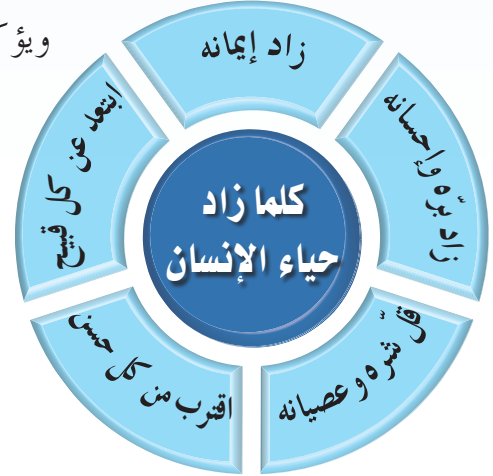 كلما زاد
حياء الإنسان
زاد إيمانه
زاد برّه وإحسانه
قلّ شره وعصيانه
اقترب من كل حسن
ابتعد عن كل قبيح